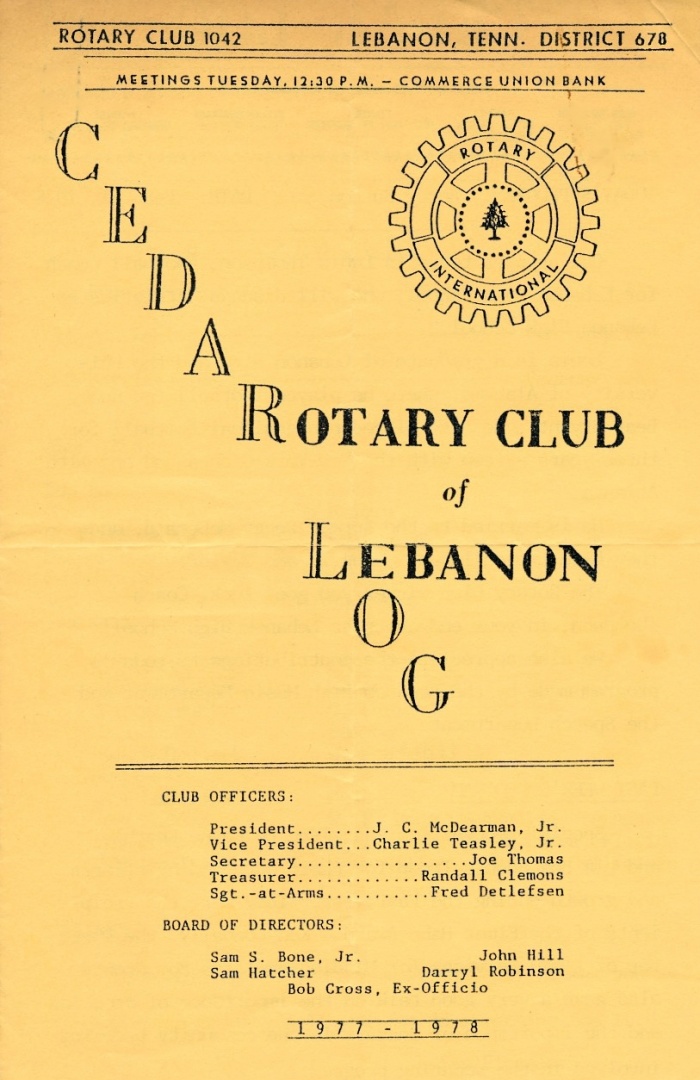 ROTARY CLUB 1042 LEBANON, TENN. DISTRICT 678
MEETINGS TUESDAY, 12:30 P.M. – COMMERCE UNION BANK
ROTARY
INTERNATIONAL
C
E
D
A
ROTARY CLUB
of
LEBANON
O
G
CLUB OFFICERS:
President........J. C. McDearman, Jr.
Vice President...Charlie Teasley, Jr.
Secretary..................Joe Thomas
Treasurer.............Randall Clemons
Sgt.-at-Arms...........Fred Detlefsen
BOARD OF DIRECTORS:
Sam S. Bone, Jr. John Hill
Sam Hatcher Darryl Robinson
Bob Cross, Ex-Officio
1977 - 1978